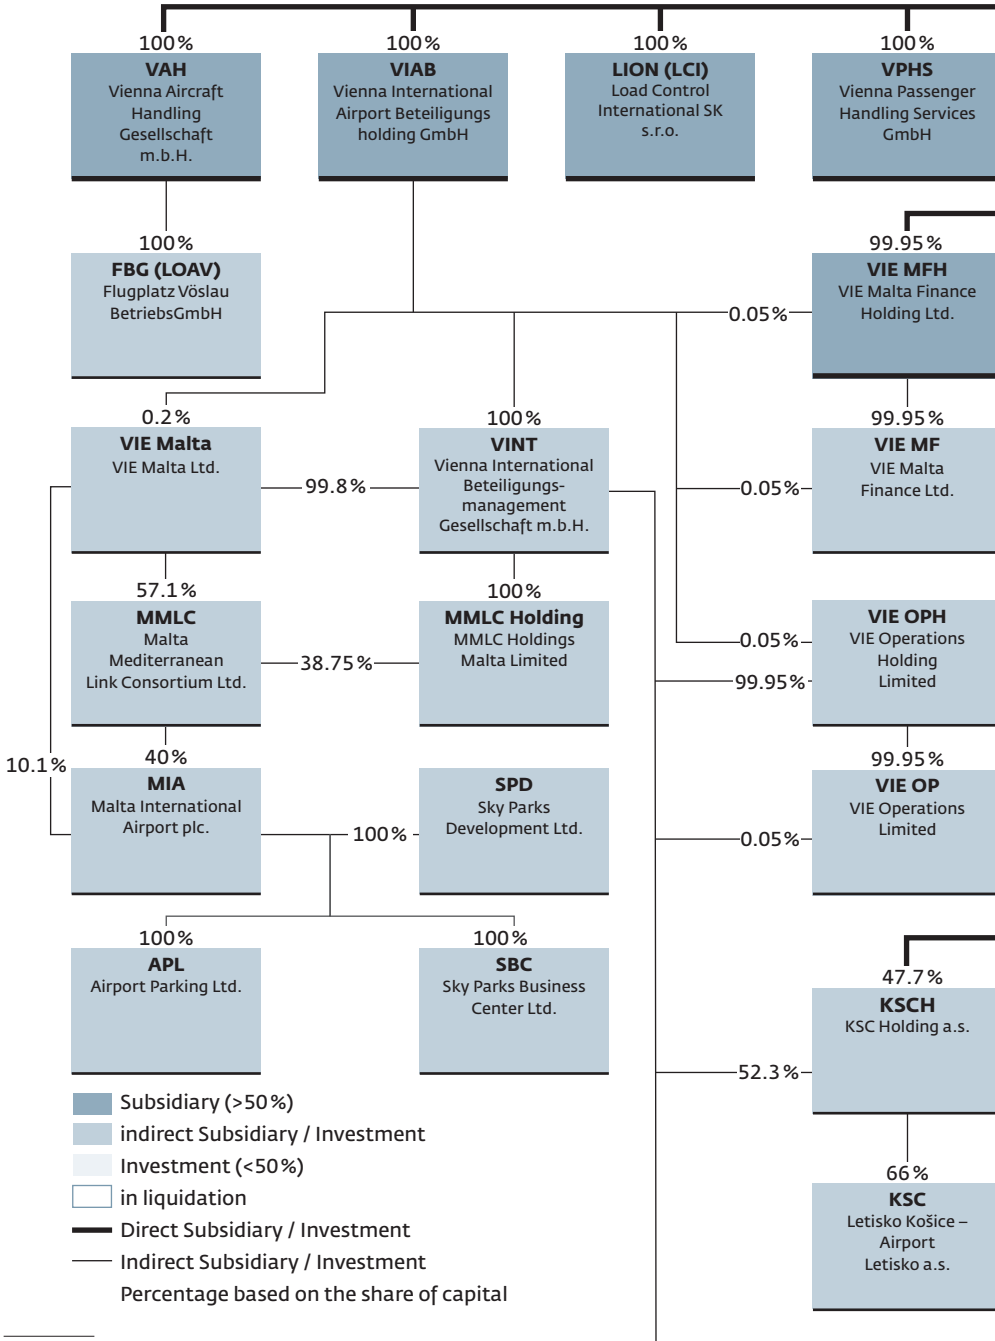 100%
VAH
Vienna Aircraft
Handling
Gesellschaft
m.b.H.
100%
VIAB
Vienna International
Airport Beteiligungs
holding GmbH
100%
LION (LCI)
Load Control
International SK
s.r.o.
100%
VPHS
Vienna Passenger
Handling Services
GmbH
100%
FBG (LOAV)
Flugplatz Vöslau
BetriebsGmbH
0.05%
99.95%
VIE MFH
VIE Malta Finance
Holding Ltd.
0.2%
VIE Malta
VIE Malta Ltd.
99.8%
100%
VINT
Vienna International
Beteiligungs-
management
Gesellschaft m.b.H.
0.05%
99.95%
VIE MF
VIE Malta
Finance Ltd.
57.1%
MMLC
Malta
Mediterranean
Link Consortium Ltd.
38.75%
100%
MMLC Holding
MMLC Holdings
Malta Limited
0.05%
99.95%
VIE OPH
VIE Operations
Holding
Limited
10.1%
40%
MIA
Malta International
Airport plc.
100%
SPD
Sky Parks
Development Ltd.
0.05%
99.95%
VIE OP
VIE Operations
Limited
100%
APL
Airport Parking Ltd.
100%
SBC
Sky Parks Business
Center Ltd.
52.3%
47.7%
KSCH
KSC Holding a.s.
66%
KSC
Letisko Košice –
Airport
Letisko a.s.
Subsidiary (>50%)
indirect Subsidiary / Investment
Investment (<50%)
in liquidation
Direct Subsidiary / Investment
Indirect Subsidiary / Investment
Percentage based on the share of capital